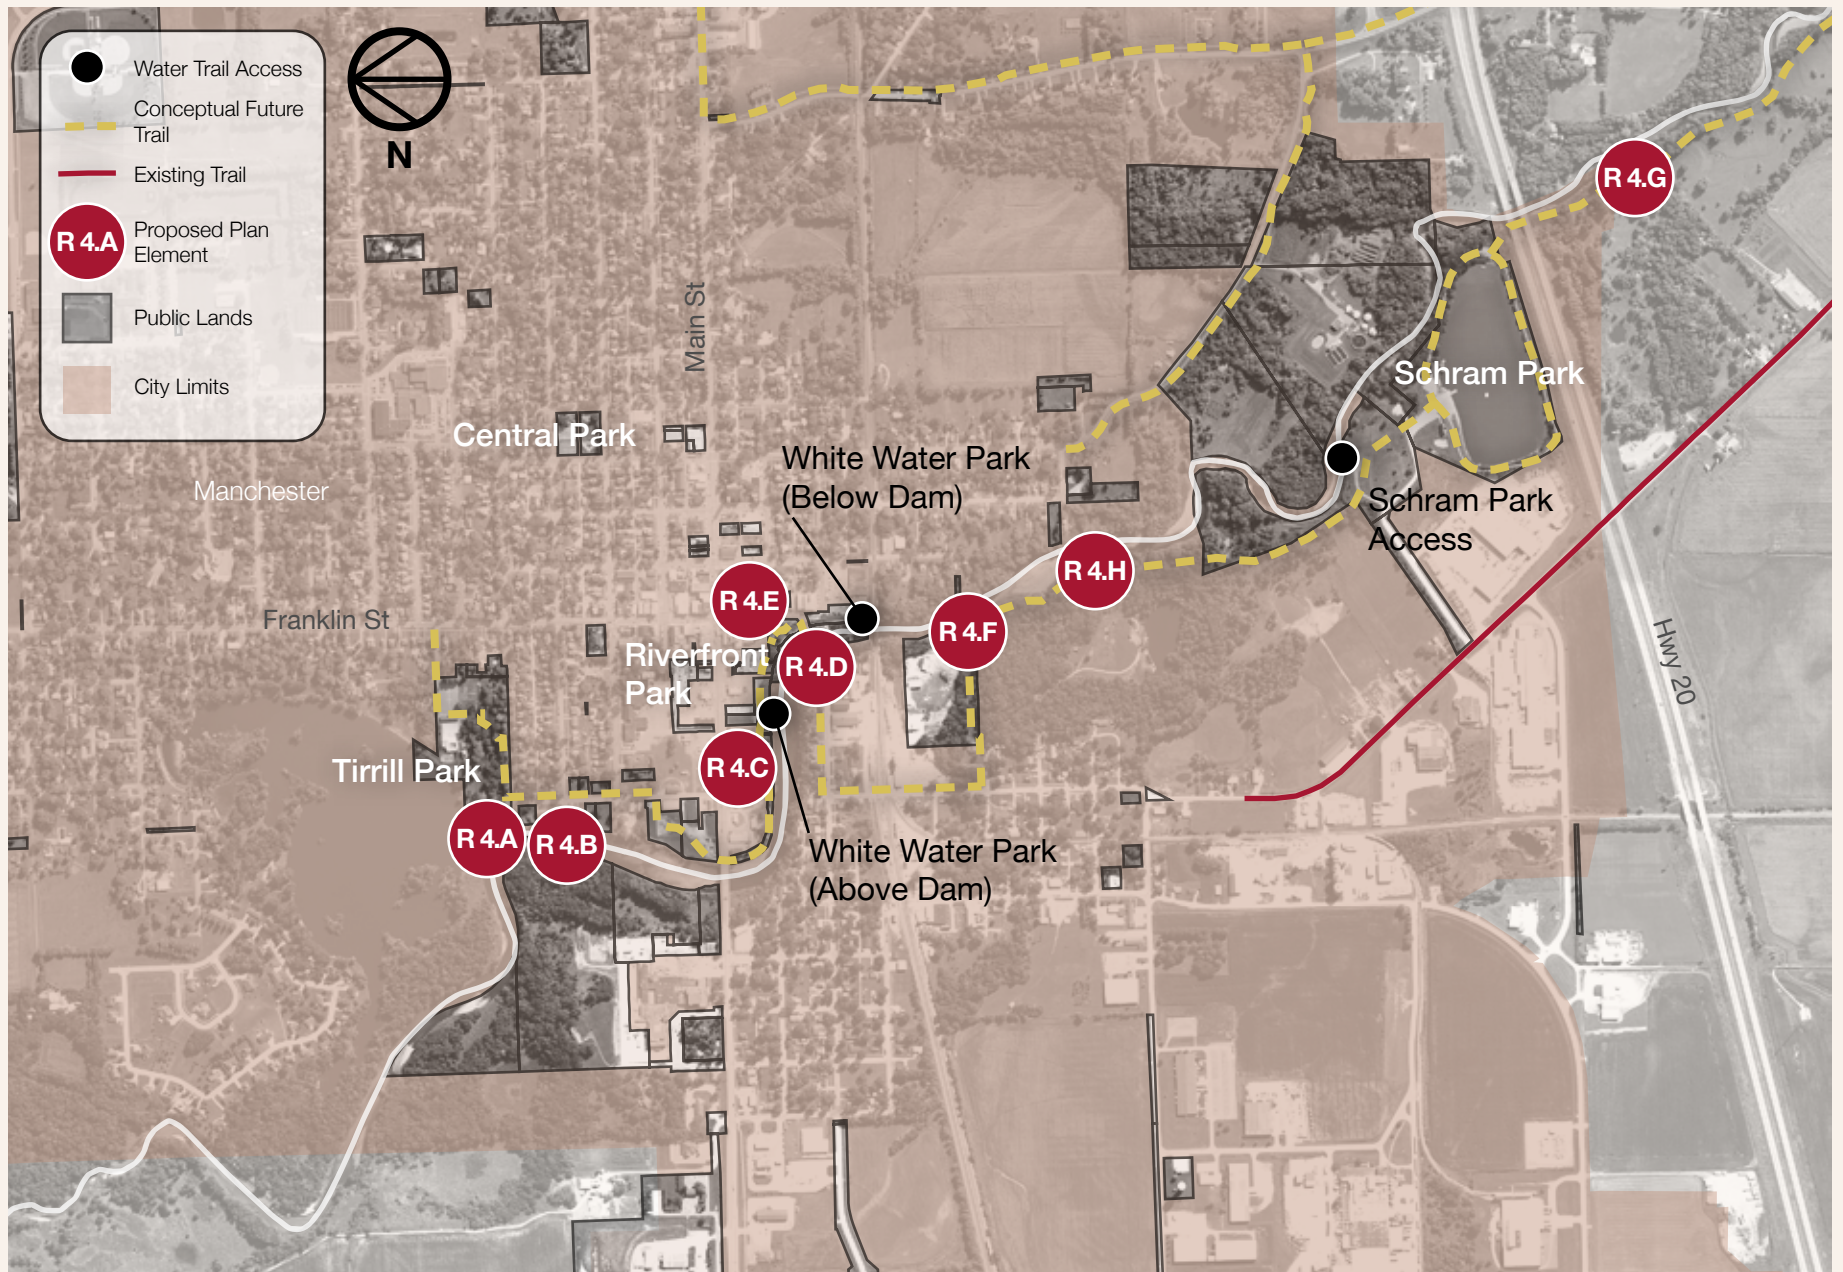 Water Trail Access
Conceptual Future
Trail
Existing Trail
R 4.A
Proposed Plan
Element
Public Lands
City Limits
N
Main St
R 4.G
Schram Park
Central Park
Manchester
White Water Park
(Below Dam)
Schram Park
Access
R 4.H
R 4.E
Franklin St
R 4.F
Riverfront
Park
R 4.D
Hwy 20
Tirrill Park
R 4.C
R 4.A
R 4.B
White Water Park
(Above Dam)